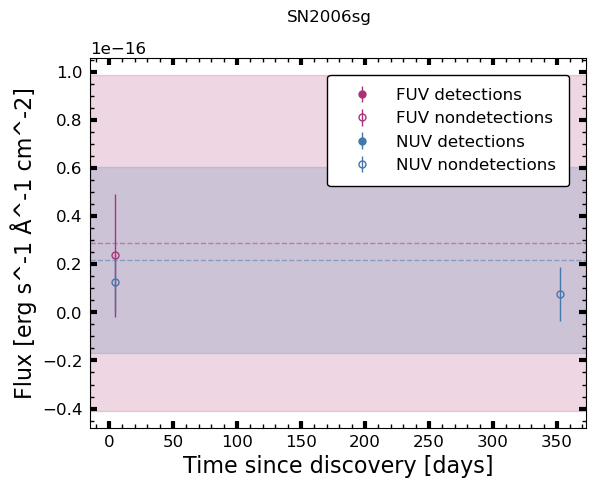 SN2006sg
1e−16
1.0
0.8
0.6
0.4
0.2
0.0
−0.2
−0.4
Flux [erg s^-1 Å^-1 cm^-2]
FUV detections
FUV nondetections
NUV detections
NUV nondetections
0 50 100 150 200 250 300 350
Time since discovery [days]